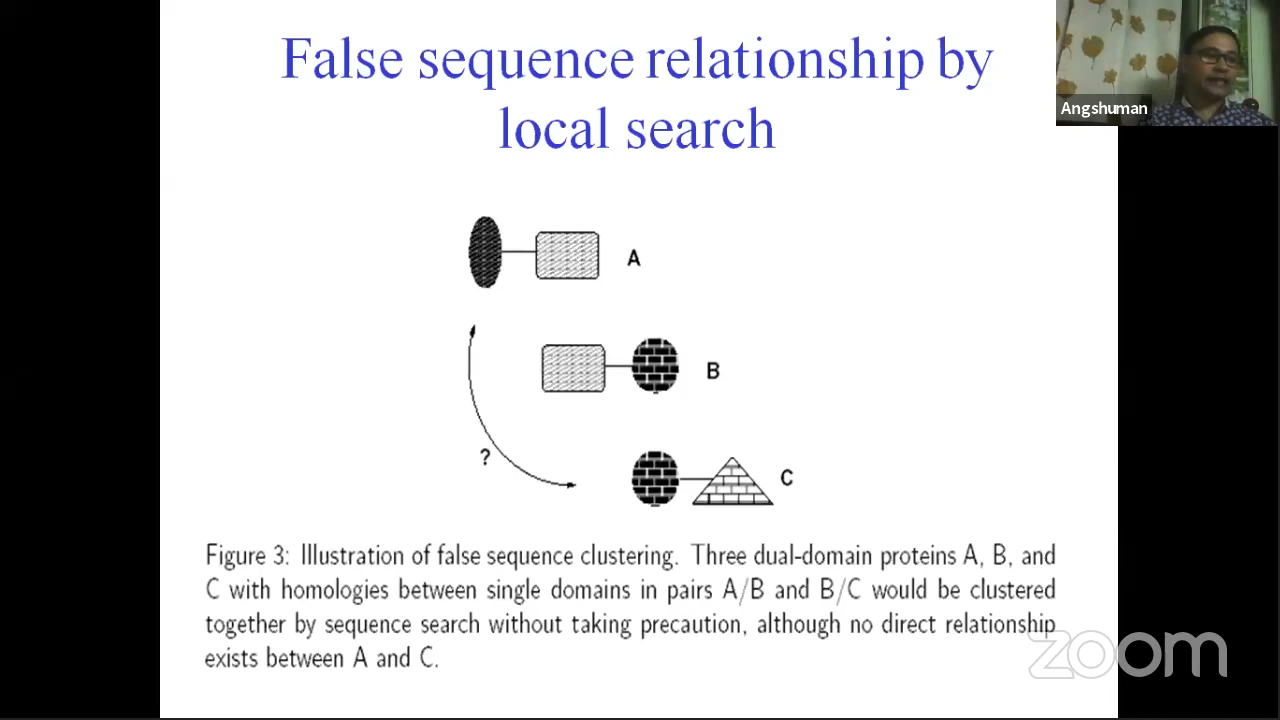 False sequence relationship by
local search
Angshuman
A
B
?
C
Figure 3: Illustration of false sequence clustering. Three dual-domain proteins A, B, and
C with homologies between single domains in pairs A/B and B/C would be clustered
together by sequence search without taking precaution, although no direct relationship
exists between A and C.
zoom